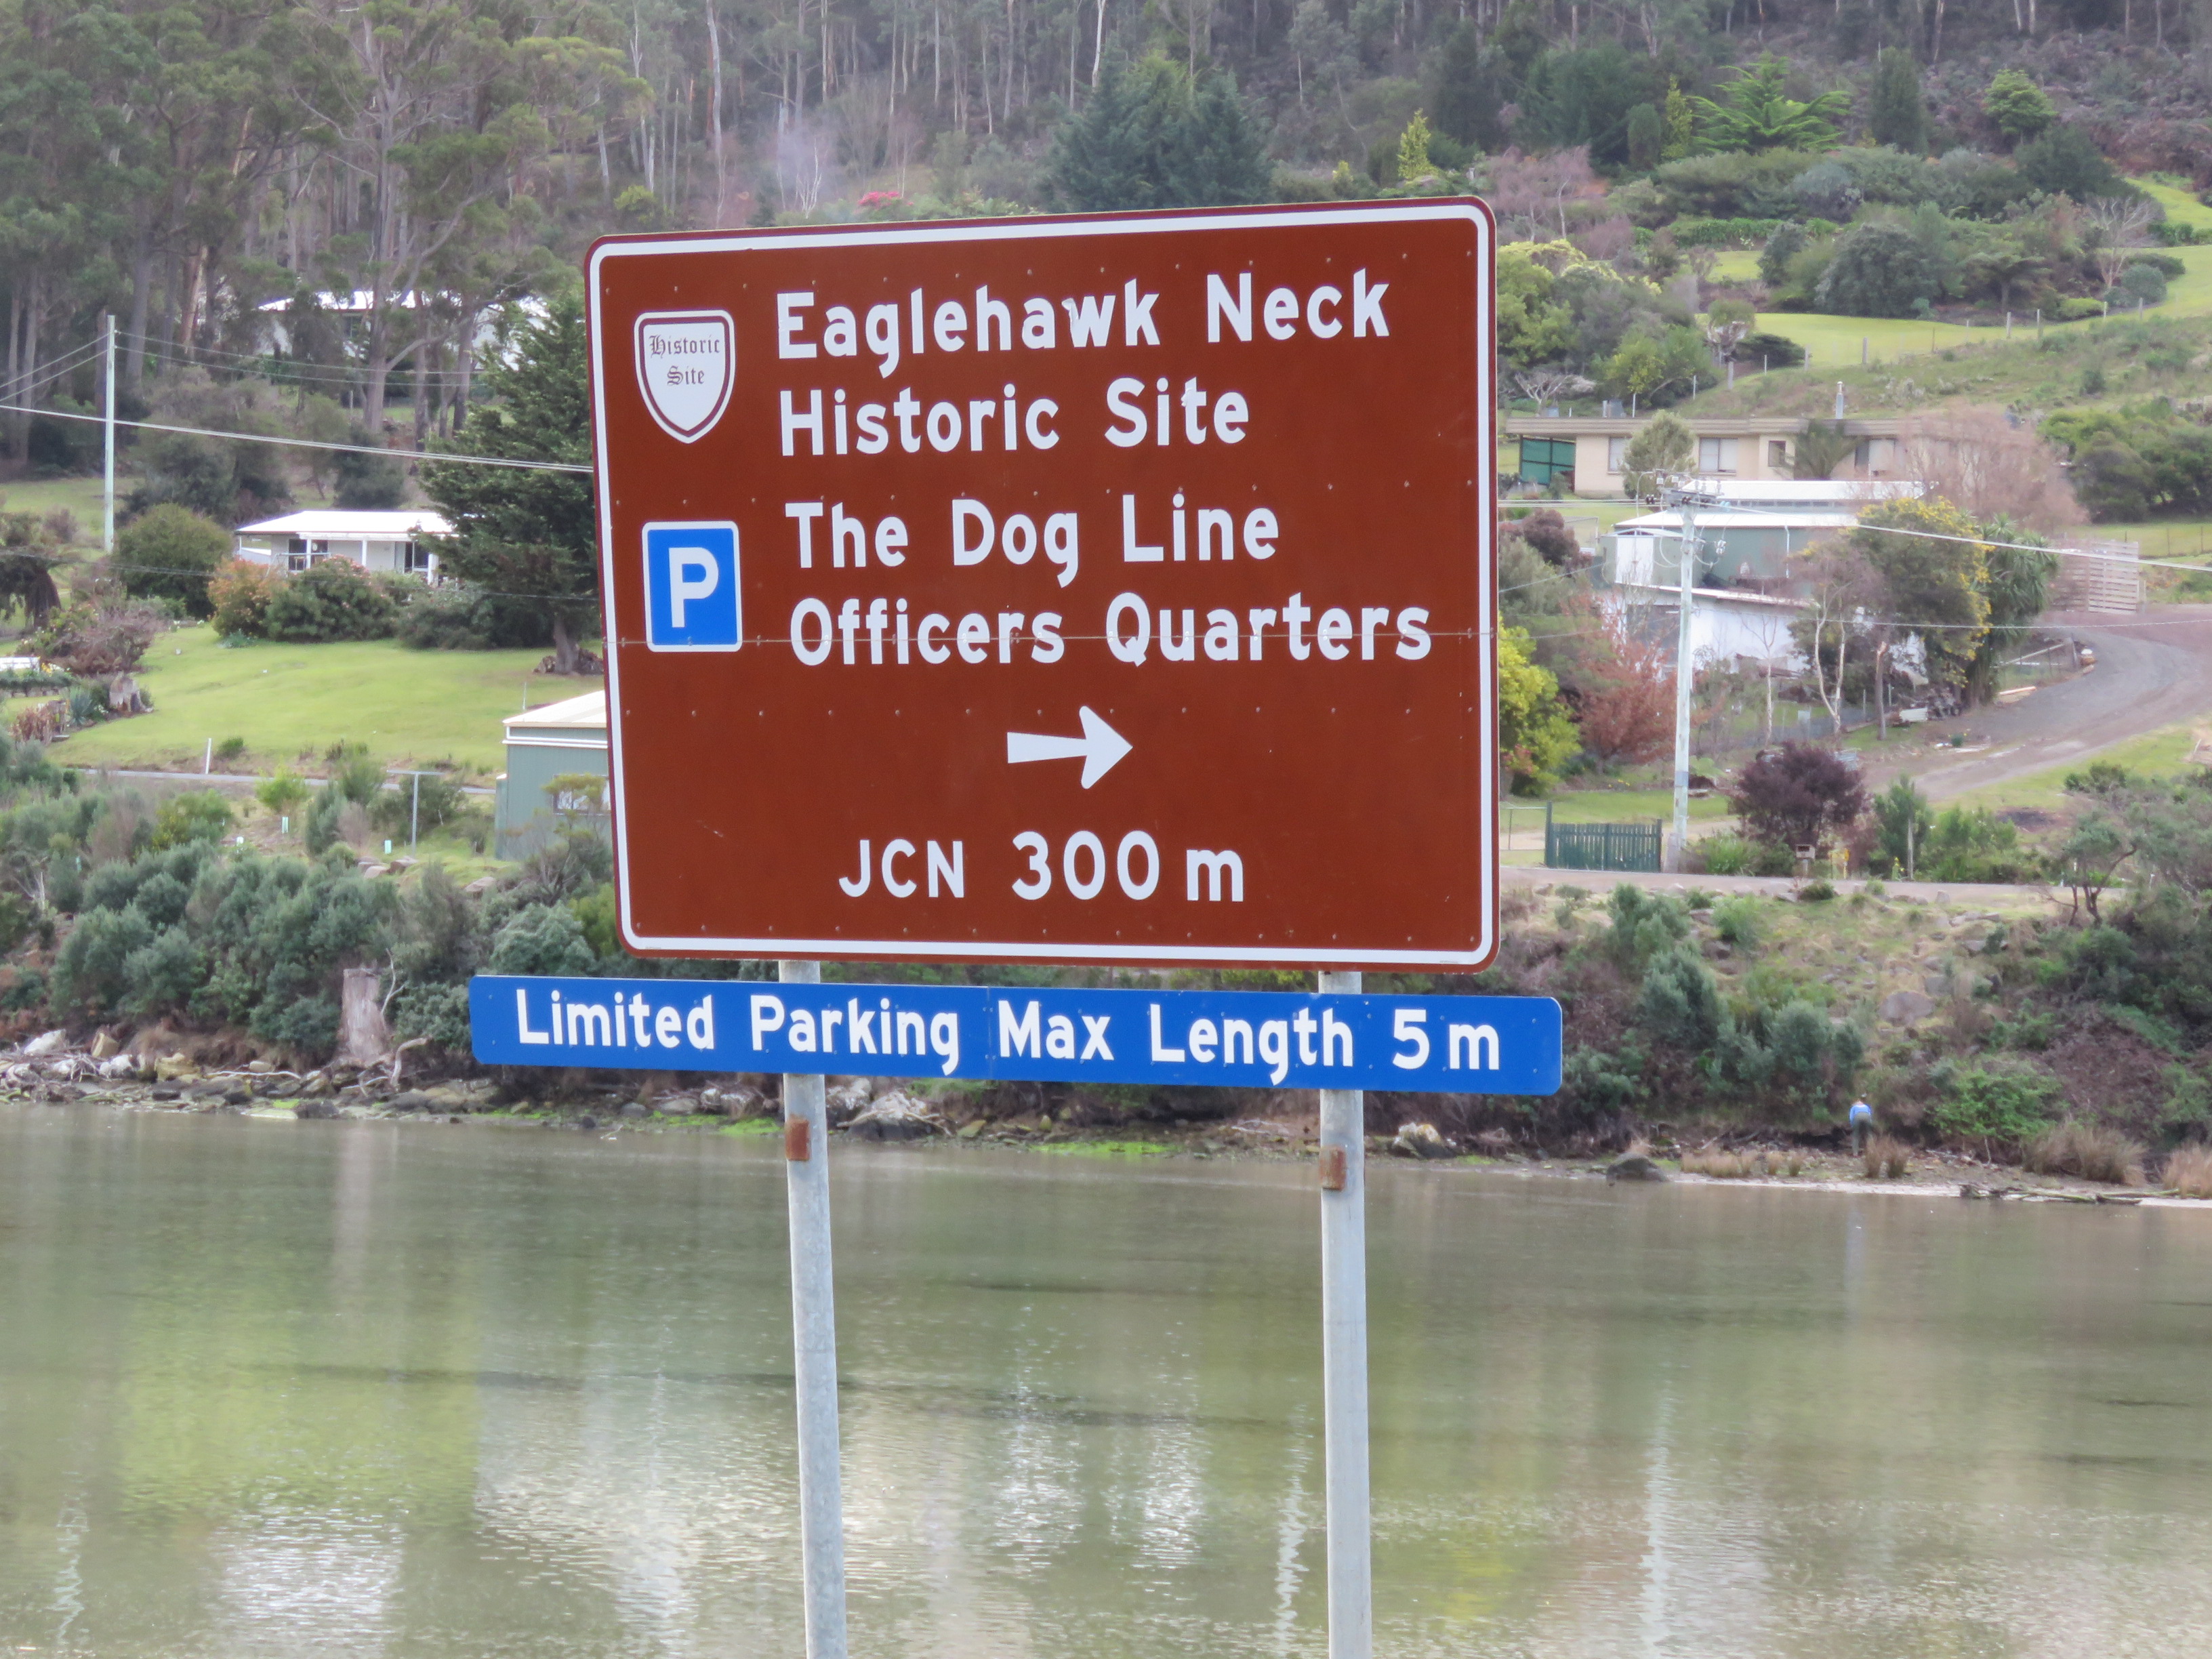 Historic
Site
Eaglehawk Neck
Historic Site
P
The Dog Line
Officers Quarters
JCN 300 m
Limited Parking Max Length 5 m